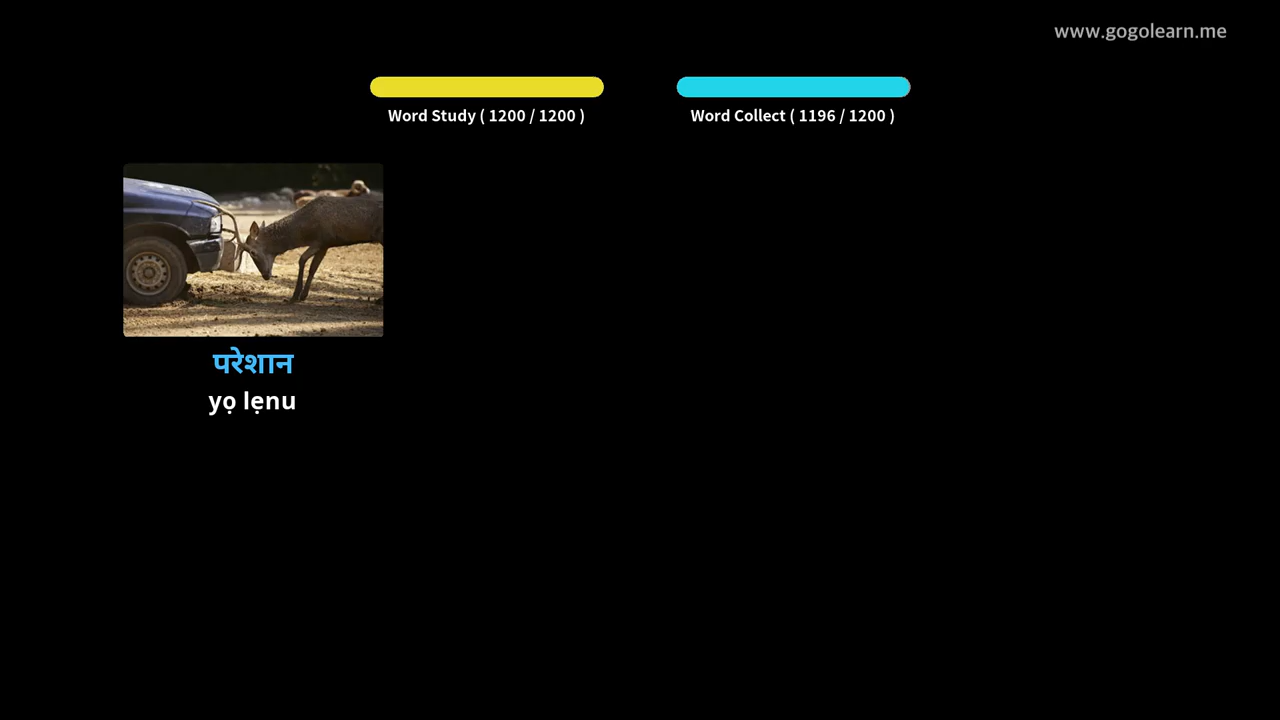 www.gogolearn.me
Word Study ( 1200 / 1200 )
Word Collect ( 1196 / 1200 )
परेशान
yọ lẹnu